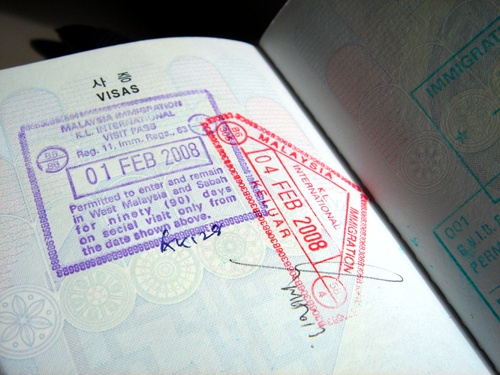 사 증
VISAS
MALAYSIA IMMIGRATION
K.L. INTERNATIONAL
VISIT PASS
Reg. 11, Imm. Regs., 63
01 FEB 2008
Permitted to enter and remain
in West Malaysia and Sabah
for ninety (90) days
on social visit only from
the date shown above.
MALAYSIA
K.L.
INTERNATIONAL
04 FEB 2008
KELUAR
IMMIGRATION
IMMIGRAT
001